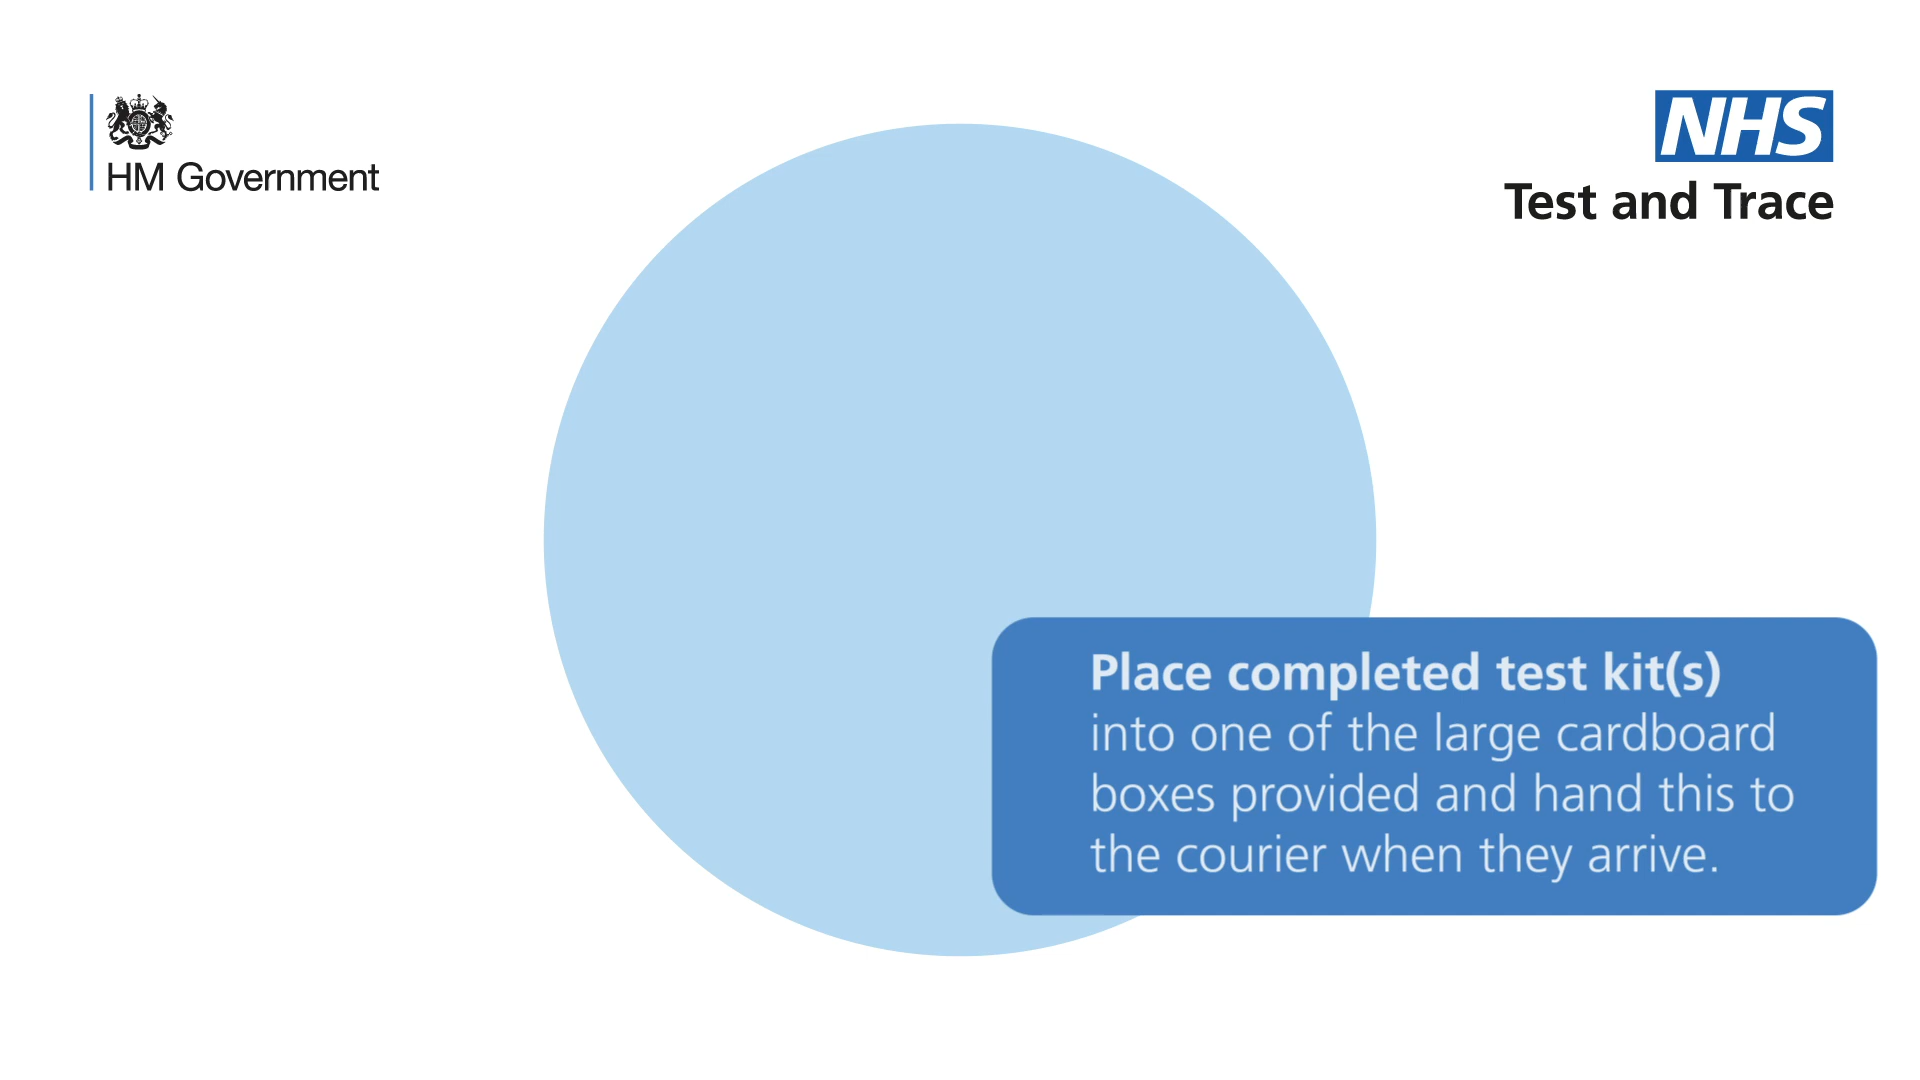 HM Government
NHS
Test and Trace
Place completed test kit(s)
into one of the large cardboard
boxes provided and hand this to
the courier when they arrive.